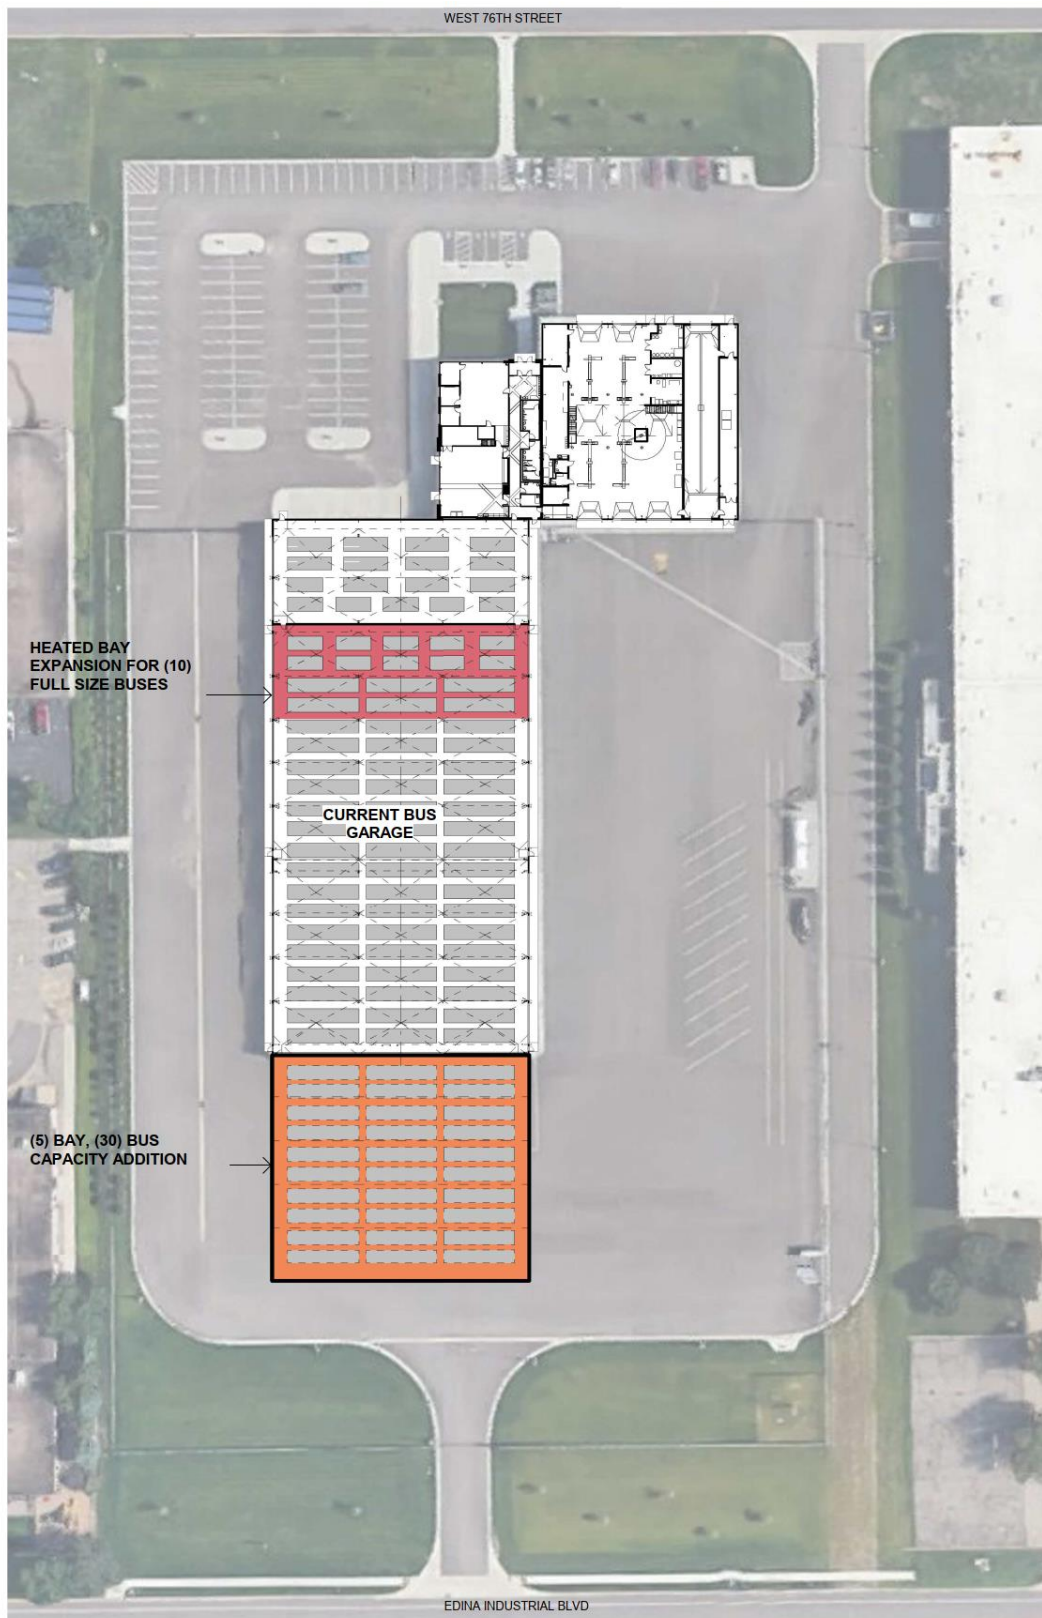 WEST 76TH STREET
HEATED BAY
EXPANSION FOR (10)
FULL SIZE BUSES
CURRENT BUS
GARAGE
(5) BAY, (30) BUS
CAPACITY ADDITION
EDINA INDUSTRIAL BLVD